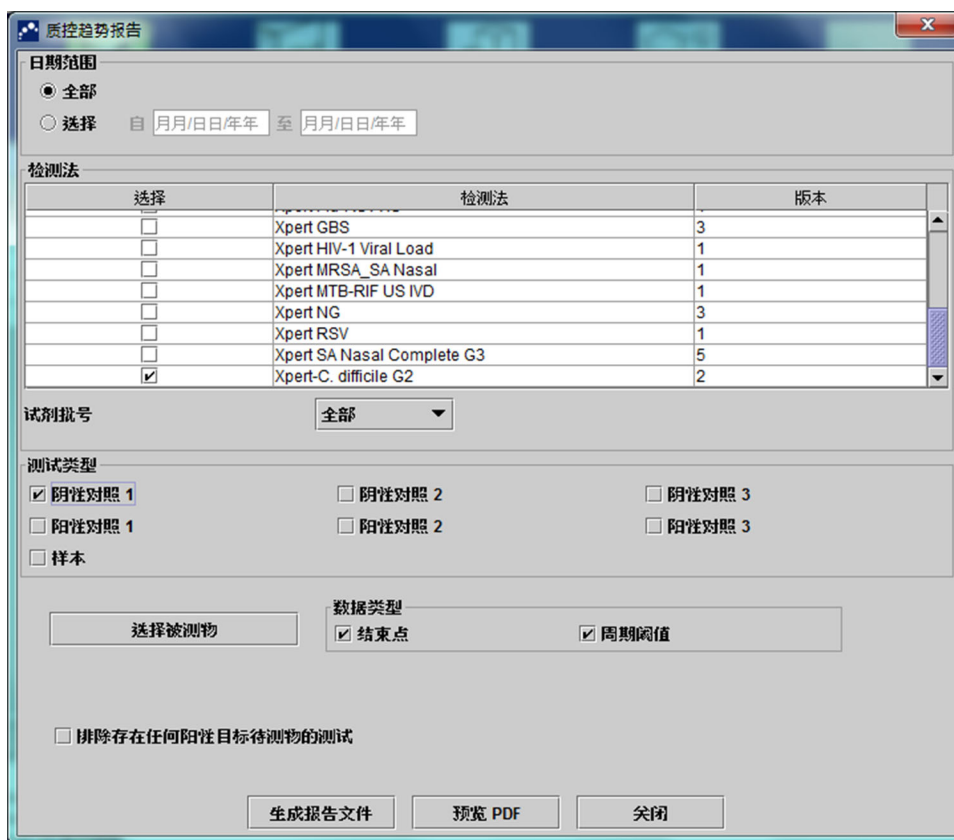 质控趋势报告
日期范围
全部
选择 自 月月/日日/年年 至 月月/日日/年年
检测法
选择 检测法 版本
Xpert GBS 3
Xpert HIV-1 Viral Load 1
Xpert MRSA_SA Nasal 1
Xpert MTB-RIF US IVD 1
Xpert NG 3
Xpert RSV 1
Xpert SA Nasal Complete G3 5
Xpert-C. difficile G2 2
试剂批号 全部
测试类型
阴性对照 1 阴性对照 2 阴性对照 3
阳性对照 1 阳性对照 2 阳性对照 3
样本
数据类型
选择被测物 结束点 周期阈值
排除存在任何阳性目标待测物的测试
生成报告文件 预览 PDF 关闭